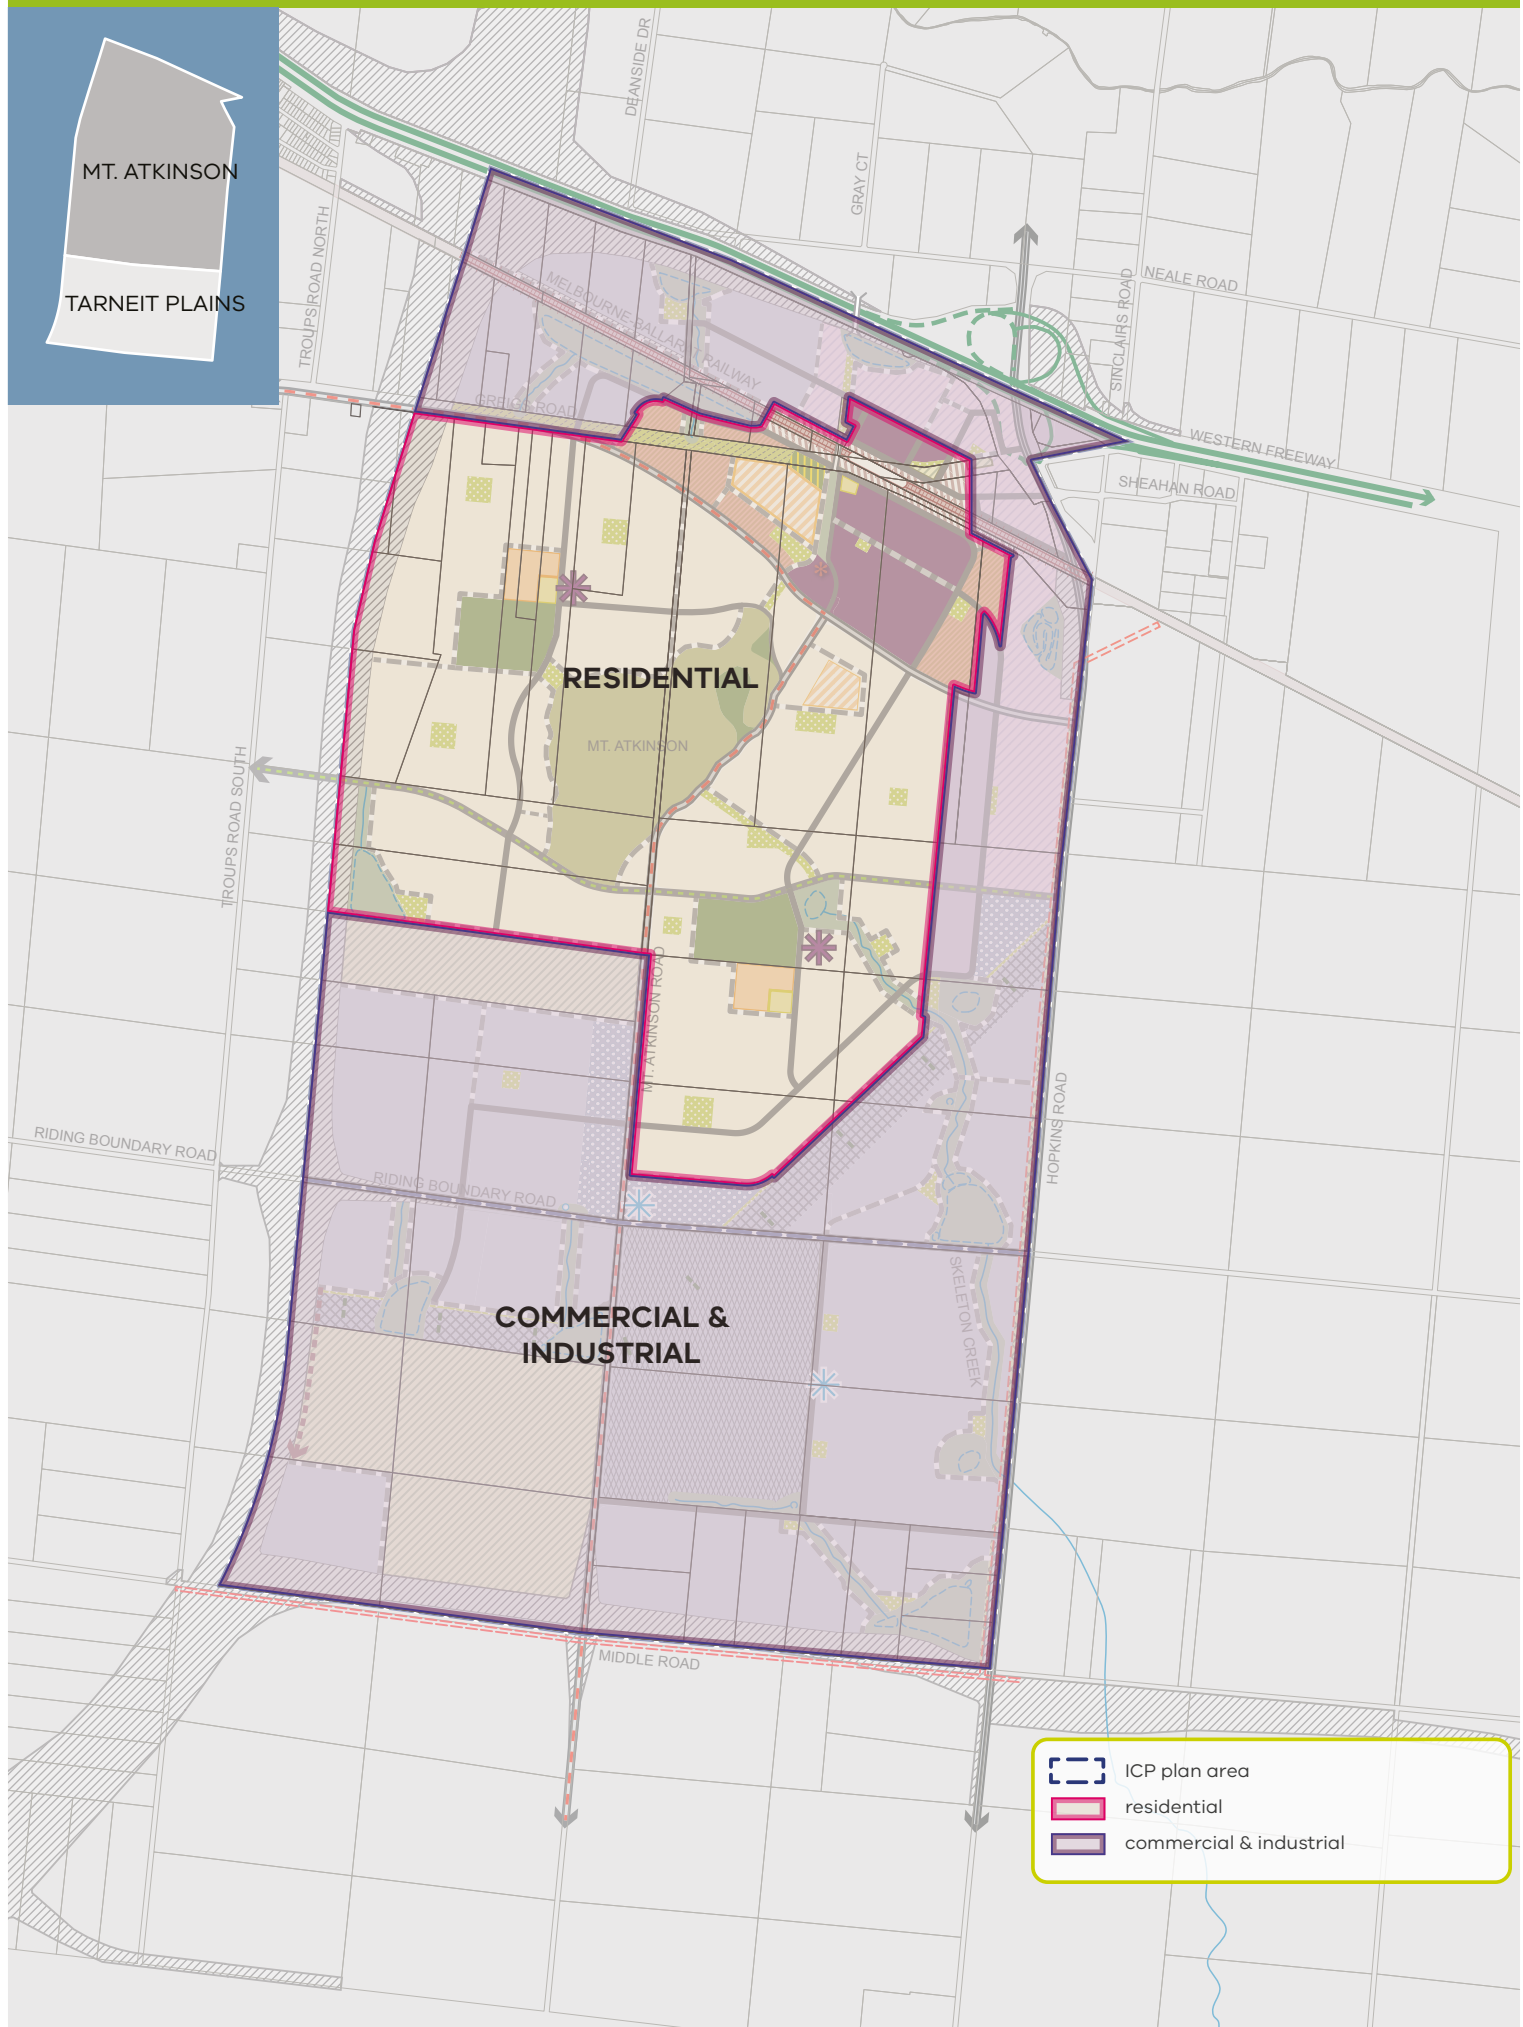 MT. ATKINSON
TARNEIT PLAINS
DEANSIDE DR
GRAY CT
TROUPS ROAD NORTH
NEALE ROAD
SINCLAIRS ROAD
MELBOURNE BALLARAT RAILWAY
GREIGS ROAD
WESTERN FREEWAY
SHEAHAN ROAD
RESIDENTIAL
MT. ATKINSON
TROUPS ROAD SOUTH
MT. ATKINSON ROAD
HOPKINS ROAD
RIDING BOUNDARY ROAD
RIDING BOUNDARY ROAD
SKELETON CREEK
COMMERCIAL &
INDUSTRIAL
MIDDLE ROAD
ICP plan area
residential
commercial & industrial